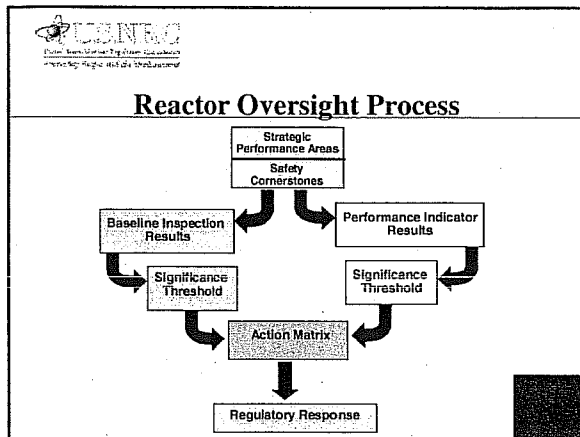 U.S.NRC
Reactor Oversight Process
Strategic
Performance Areas
Safety
Cornerstones
Baseline Inspection
Results
Performance Indicator
Results
Significance
Threshold
Significance
Threshold
Action Matrix
Regulatory Response